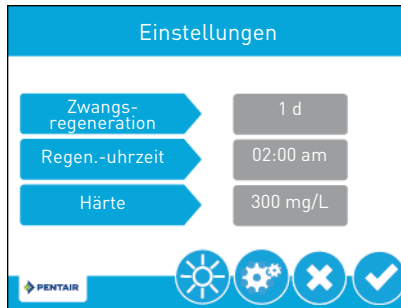 Einstellungen
Zwangs-
regeneration
1 d
Regen.-uhrzeit
02:00 am
Härte
300 mg/L
PENTAIR